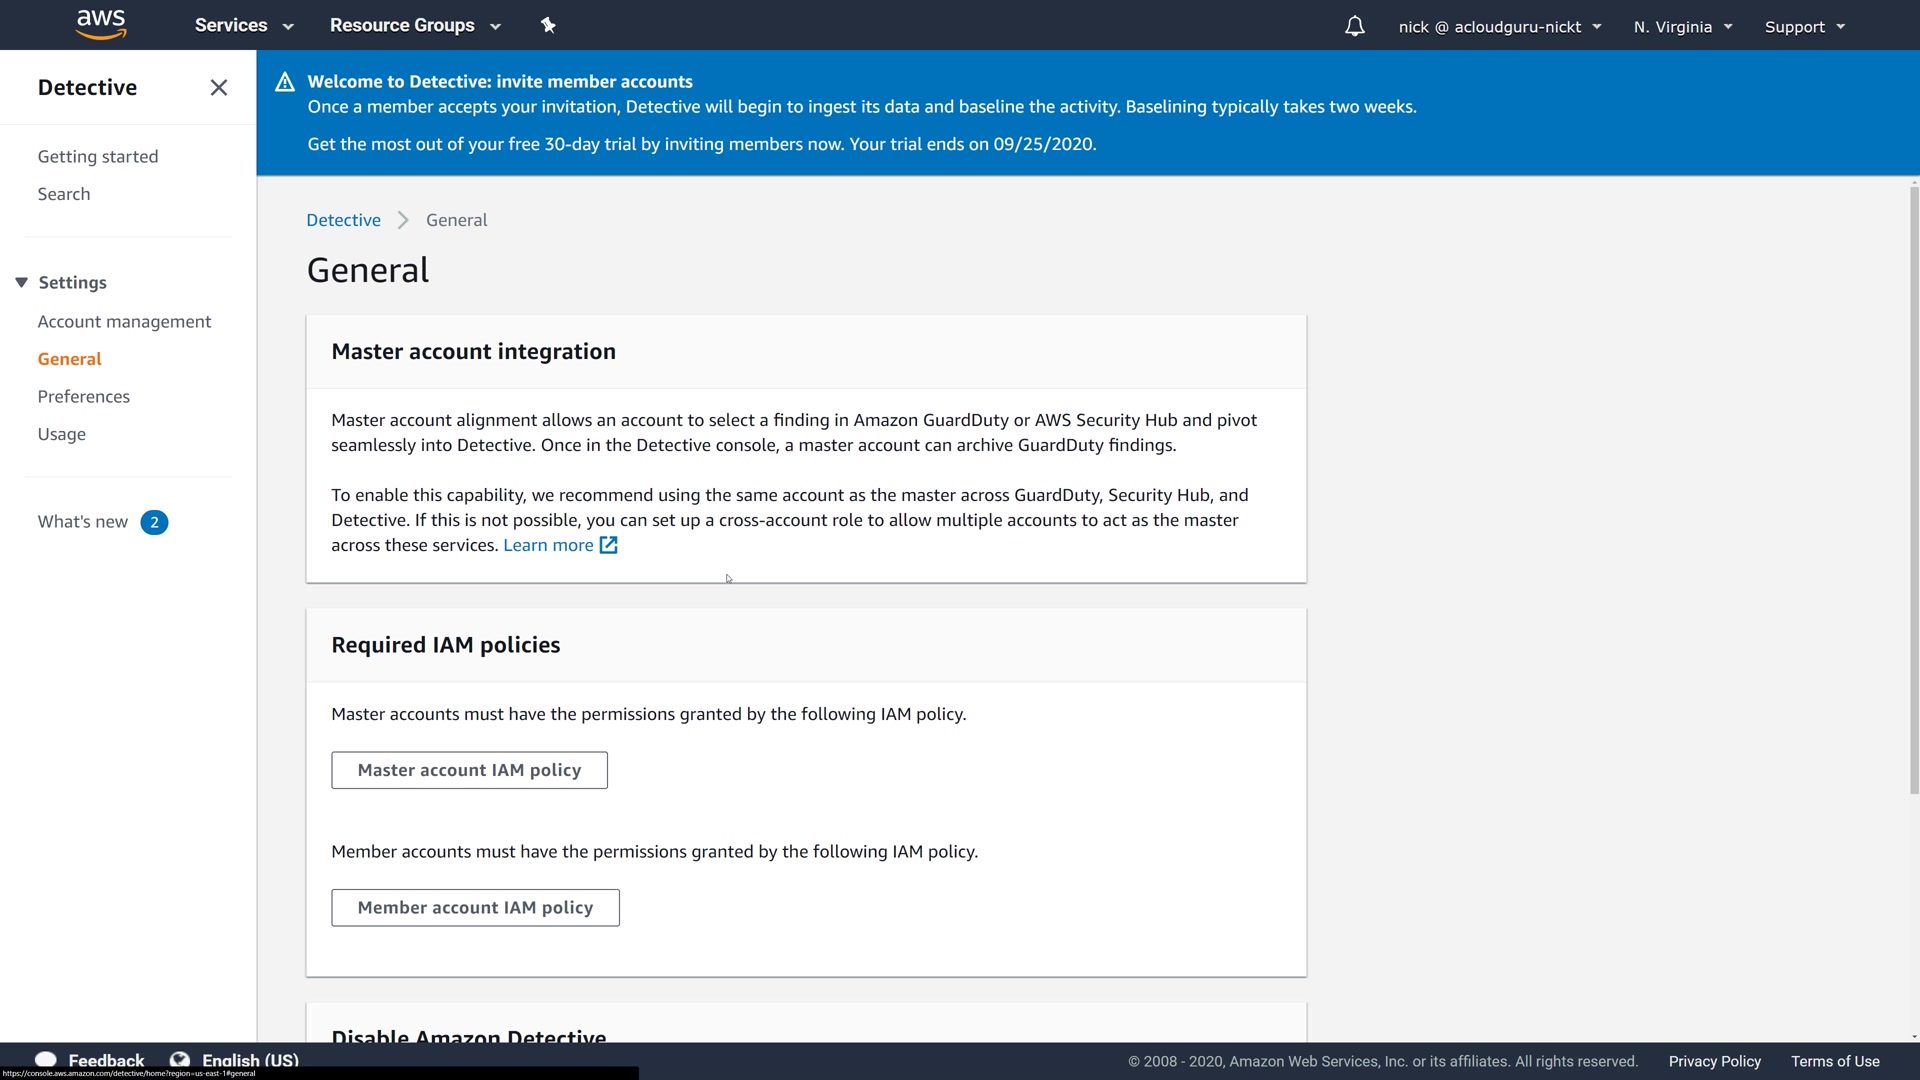 aws
Services
Resource Groups
nick @ acloudguru-nickt
N. Virginia
Support
Detective
Getting started
Search
Settings
Account management
General
Preferences
Usage
What's new 2
Welcome to Detective: invite member accounts
Once a member accepts your invitation, Detective will begin to ingest its data and baseline the activity. Baselining typically takes two weeks.
Get the most out of your free 30-day trial by inviting members now. Your trial ends on 09/25/2020.
Detective
General
General
Master account integration
Master account alignment allows an account to select a finding in Amazon GuardDuty or AWS Security Hub and pivot
seamlessly into Detective. Once in the Detective console, a master account can archive GuardDuty findings.
To enable this capability, we recommend using the same account as the master across GuardDuty, Security Hub, and
Detective. If this is not possible, you can set up a cross-account role to allow multiple accounts to act as the master
across these services. Learn more
Required IAM policies
Master accounts must have the permissions granted by the following IAM policy.
Master account IAM policy
Member accounts must have the permissions granted by the following IAM policy.
Member account IAM policy
Disable Amazon Detective
Feedback
English (US)
© 2008 - 2020, Amazon Web Services, Inc. or its affiliates. All rights reserved.
Privacy Policy
Terms of Use
https://console.aws.amazon.com/detective/home?region=us-east-1#general